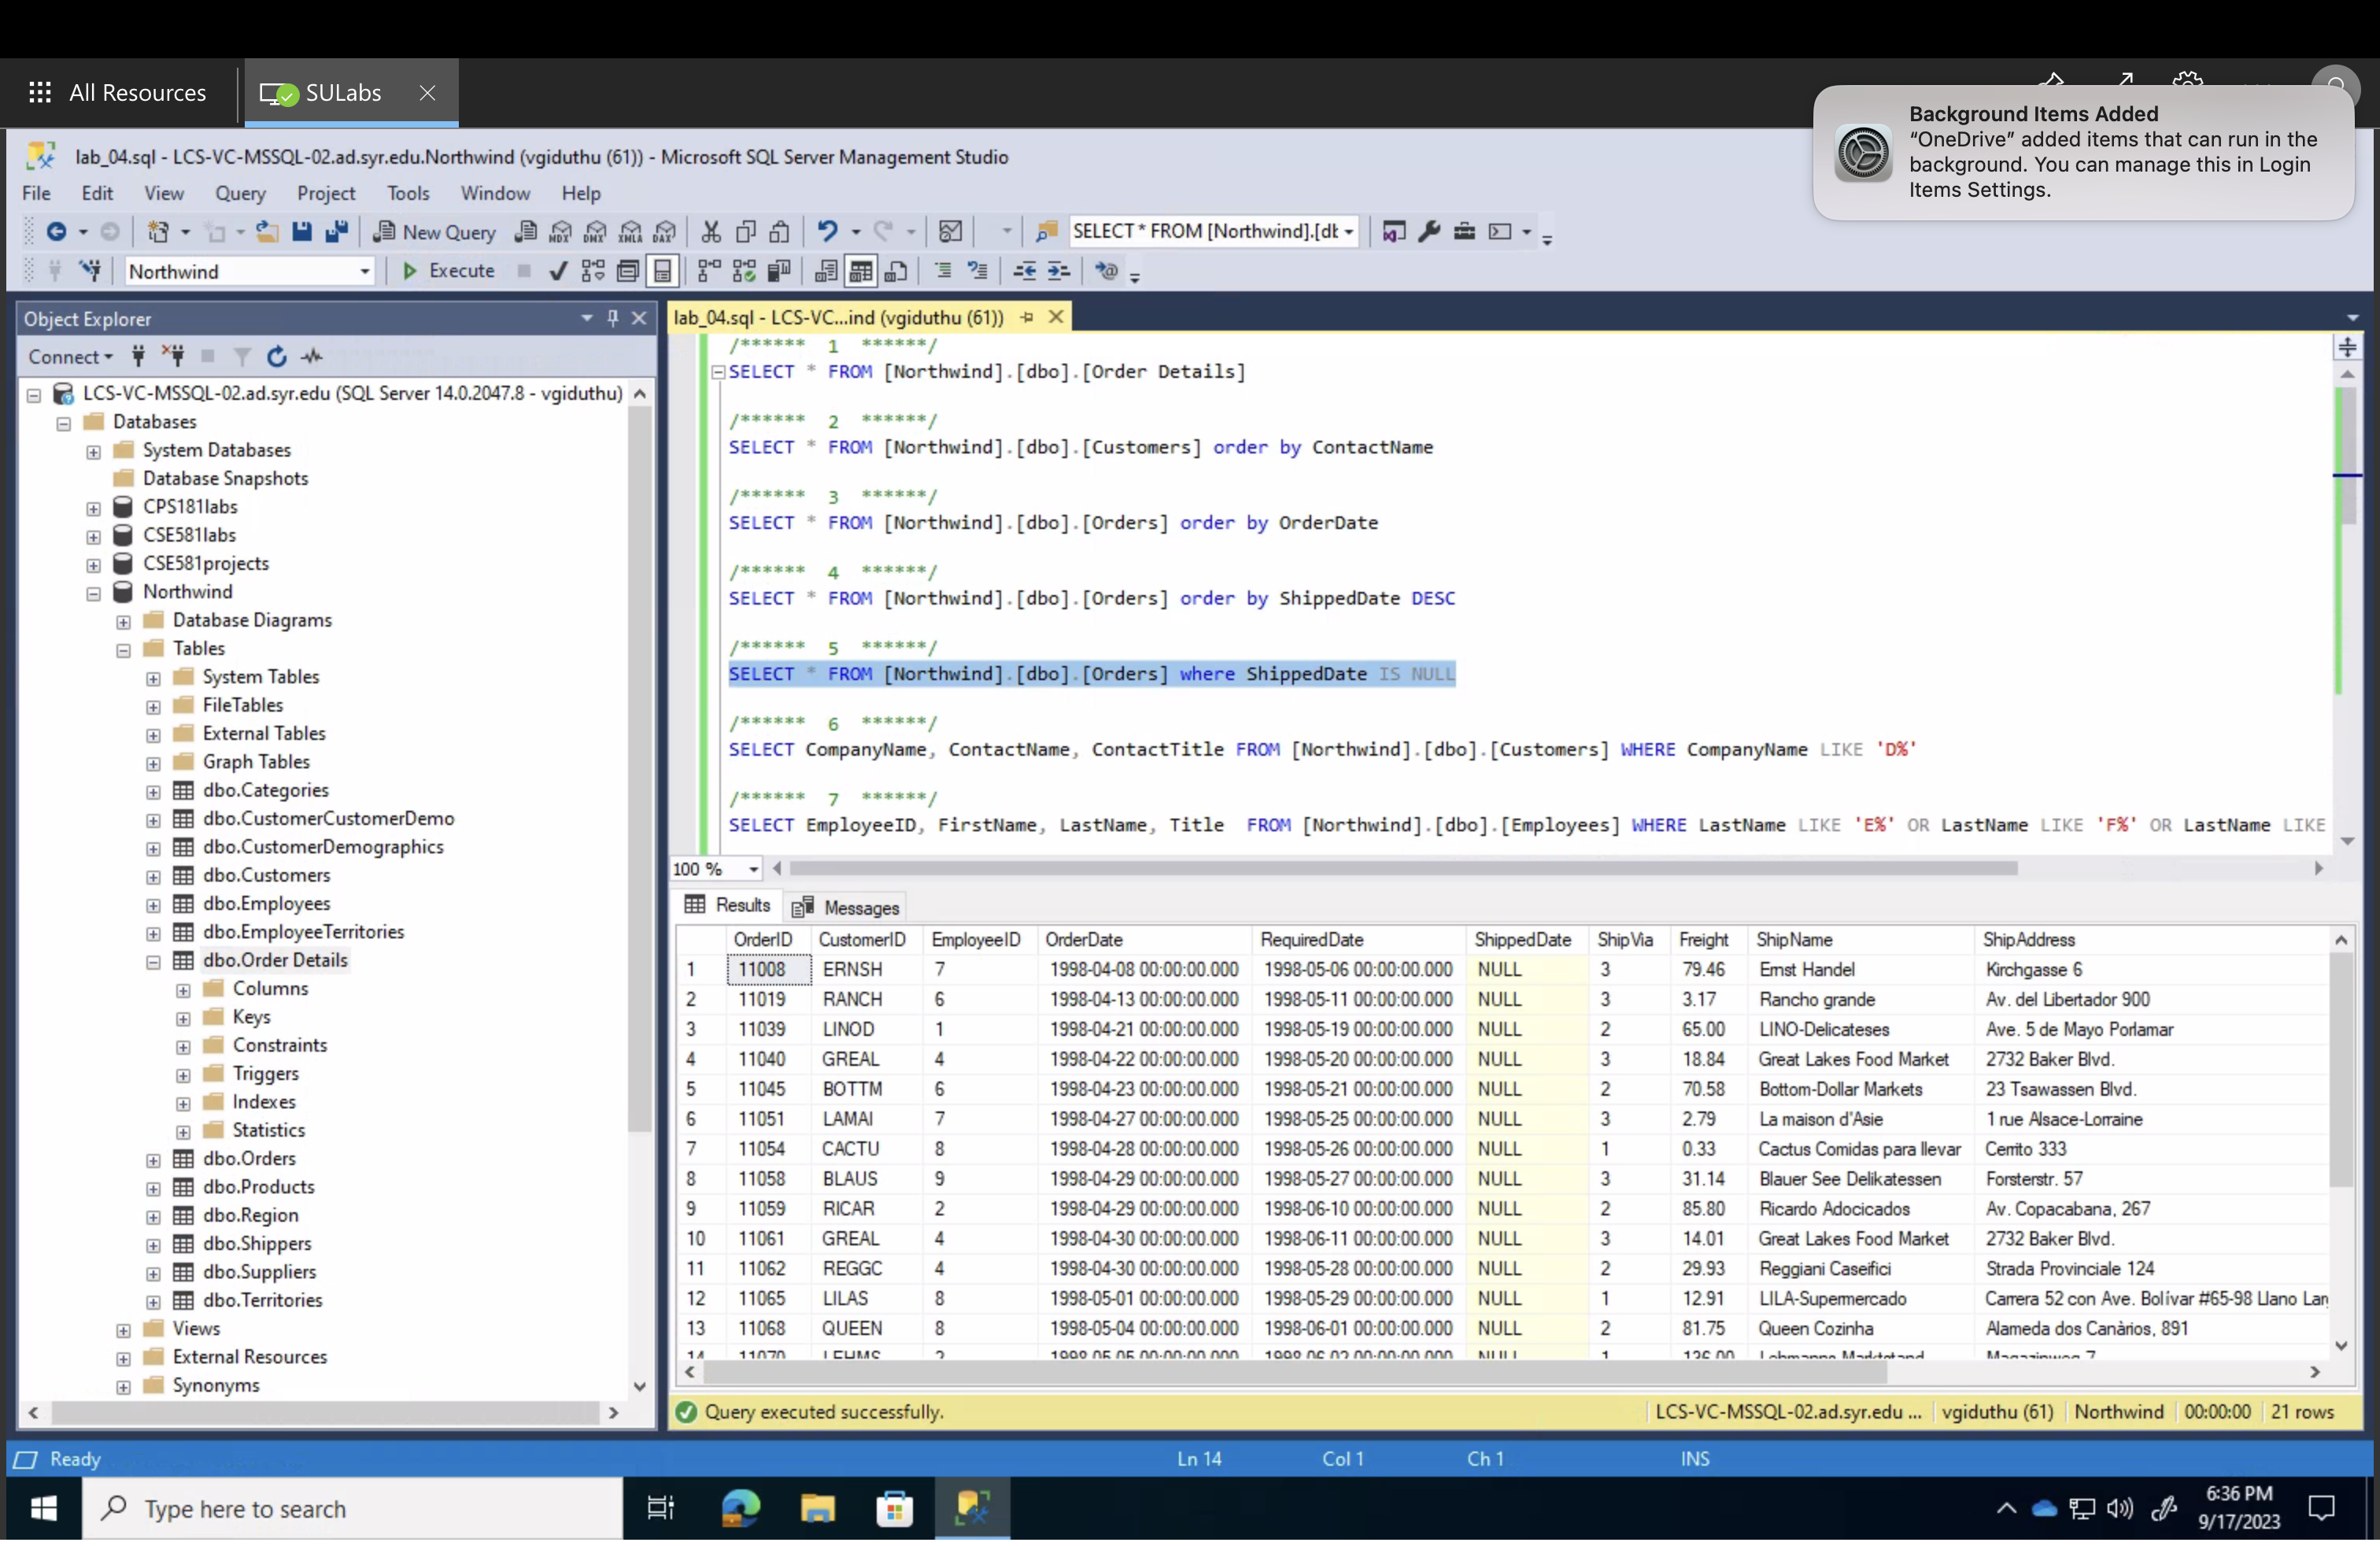 All Resources
SULabs
Background Items Added
“OneDrive” added items that can run in the
background. You can manage this in Login
Items Settings.
lab_04.sql - LCS-VC-MSSQL-02.ad.syr.edu.Northwind (vgiduthu (61)) - Microsoft SQL Server Management Studio
File Edit View Query Project Tools Window Help
New Query MDX DMX XMLA DAX SELECT * FROM [Northwind].[dt
Northwind Execute
Object Explorer
Connect
LCS-VC-MSSQL-02.ad.syr.edu (SQL Server 14.0.2047.8 - vgiduthu)
Databases
System Databases
Database Snapshots
CPS181labs
CSE581labs
CSE581projects
Northwind
Database Diagrams
Tables
System Tables
FileTables
External Tables
Graph Tables
dbo.Categories
dbo.CustomerCustomerDemo
dbo.CustomerDemographics
dbo.Customers
dbo.Employees
dbo.EmployeeTerritories
dbo.Order Details
Columns
Keys
Constraints
Triggers
Indexes
Statistics
dbo.Orders
dbo.Products
dbo.Region
dbo.Shippers
dbo.Suppliers
dbo.Territories
Views
External Resources
Synonyms
lab_04.sql - LCS-VC...ind (vgiduthu (61))
/****** 1 ******/
SELECT * FROM [Northwind].[dbo].[Order Details]
/****** 2 ******/
SELECT * FROM [Northwind].[dbo].[Customers] order by ContactName
/****** 3 ******/
SELECT * FROM [Northwind].[dbo].[Orders] order by OrderDate
/****** 4 ******/
SELECT * FROM [Northwind].[dbo].[Orders] order by ShippedDate DESC
/****** 5 ******/
SELECT * FROM [Northwind].[dbo].[Orders] where ShippedDate IS NULL
/****** 6 ******/
SELECT CompanyName, ContactName, ContactTitle FROM [Northwind].[dbo].[Customers] WHERE CompanyName LIKE 'D%'
/****** 7 ******/
SELECT EmployeeID, FirstName, LastName, Title FROM [Northwind].[dbo].[Employees] WHERE LastName LIKE 'E%' OR LastName LIKE 'F%' OR LastName LIKE
100 %
Results Messages
OrderID CustomerID EmployeeID OrderDate RequiredDate ShippedDate ShipVia Freight ShipName ShipAddress
1 11008 ERNSH 7 1998-04-08 00:00:00.000 1998-05-06 00:00:00.000 NULL 3 79.46 Ernst Handel Kirchgasse 6
2 11019 RANCH 6 1998-04-13 00:00:00.000 1998-05-11 00:00:00.000 NULL 3 3.17 Rancho grande Av. del Libertador 900
3 11039 LINOD 1 1998-04-21 00:00:00.000 1998-05-19 00:00:00.000 NULL 2 65.00 LINO-Delicateses Ave. 5 de Mayo Porlamar
4 11040 GREAL 4 1998-04-22 00:00:00.000 1998-05-20 00:00:00.000 NULL 3 18.84 Great Lakes Food Market 2732 Baker Blvd.
5 11045 BOTTM 6 1998-04-23 00:00:00.000 1998-05-21 00:00:00.000 NULL 2 70.58 Bottom-Dollar Markets 23 Tsawassen Blvd.
6 11051 LAMAI 7 1998-04-27 00:00:00.000 1998-05-25 00:00:00.000 NULL 3 2.79 La maison d'Asie 1 rue Alsace-Lorraine
7 11054 CACTU 8 1998-04-28 00:00:00.000 1998-05-26 00:00:00.000 NULL 1 0.33 Cactus Comidas para llevar Cerrito 333
8 11058 BLAUS 9 1998-04-29 00:00:00.000 1998-05-27 00:00:00.000 NULL 3 31.14 Blauer See Delikatessen Forsterstr. 57
9 11059 RICAR 2 1998-04-29 00:00:00.000 1998-06-10 00:00:00.000 NULL 2 85.80 Ricardo Adocicados Av. Copacabana, 267
10 11061 GREAL 4 1998-04-30 00:00:00.000 1998-06-11 00:00:00.000 NULL 3 14.01 Great Lakes Food Market 2732 Baker Blvd.
11 11062 REGGC 4 1998-04-30 00:00:00.000 1998-05-28 00:00:00.000 NULL 2 29.93 Reggiani Caseifici Strada Provinciale 124
12 11065 LILAS 8 1998-05-01 00:00:00.000 1998-05-29 00:00:00.000 NULL 1 12.91 LILA-Supermercado Carrera 52 con Ave. Bolívar #65-98 Llano Lar
13 11068 QUEEN 8 1998-05-04 00:00:00.000 1998-06-01 00:00:00.000 NULL 2 81.75 Queen Cozinha Alameda dos Canàrios, 891
14 11070 LEHMS 2 1998-05-05 00:00:00.000 1998-06-02 00:00:00.000 NULL 1 136.00 Lehmanns Marktstand Magazinweg 7
Query executed successfully. LCS-VC-MSSQL-02.ad.syr.edu ... vgiduthu (61) Northwind 00:00:00 21 rows
Ready Ln 14 Col 1 Ch 1 INS
Type here to search
6:36 PM
9/17/2023